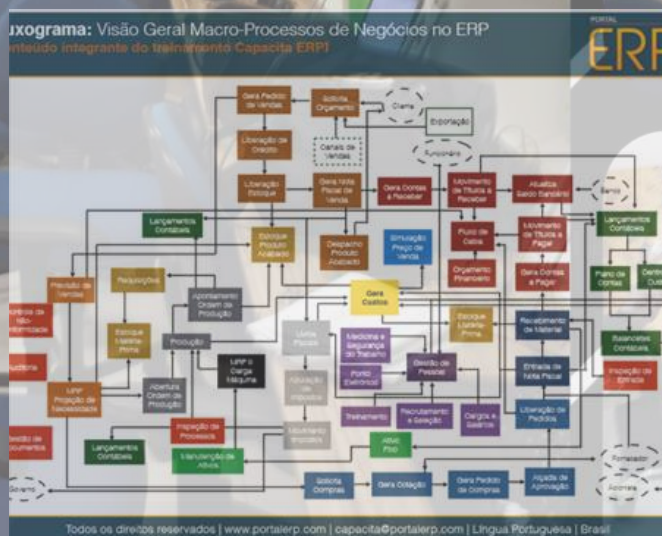 uxograma: Visão Geral Macro-Processos de Negócios no ERP
onteúdo integrante do treinamento Capacita ERP!
PORTAL
ERP
Gera Pedido
de Vendas
Solicita
Orçamento
Cliente
Exportação
Liberação de
Crédito
Canais de
Vendas
Funcionário
Liberação
Estoque
Gera Nota
Fiscal de
Venda
Gera Contas
a Receber
Movimento
de Títulos a
Receber
Atualiza
Saldo Bancário
Banco
Lançamentos
Contábeis
Estoque
Produto
Acabado
Despacho
Produto
Acabado
Simulação
Preço de
Venda
Fluxo de
Caixa
Movimento
de Títulos a
Pagar
Lançamentos
Contábeis
Previsão de
Vendas
Requisições
Apontamento
Ordem de
Produção
Gera
Custos
Orçamento
Financeiro
Gera Contas
a Pagar
Plano de
Contas
Estoque
Matéria-
Prima
Produção
Livros
Fiscais
Medicina e
Segurança
do Trabalho
Estoque
Matéria-
Prima
Recebimento
de Material
Balancetes
Contábeis
MRP
Projeção de
Necessidade
Abertura
Ordem de
Produção
MRP II
Carga
Máquina
Apuração
de
Impostos
Ponto
Eletrônico
Gestão de
Pessoal
Entrada de
Nota Fiscal
Inspeção de
Entrada
Treinamento
Recrutamento
e Seleção
Cargos e
Salários
Liberação de
Pedidos
Lançamentos
Contábeis
Inspeção de
Processos
Movimento
Impostos
Manutenção de
Ativos
Ativo
Fixo
Fornecedor
Governo
Solicita
Compras
Gera Cotação
Gera Pedido
de Compras
Alçada de
Aprovação
Todos os direitos reservados | www.portalerp.com | capacita@portalerp.com | Língua Portuguesa | Brasil